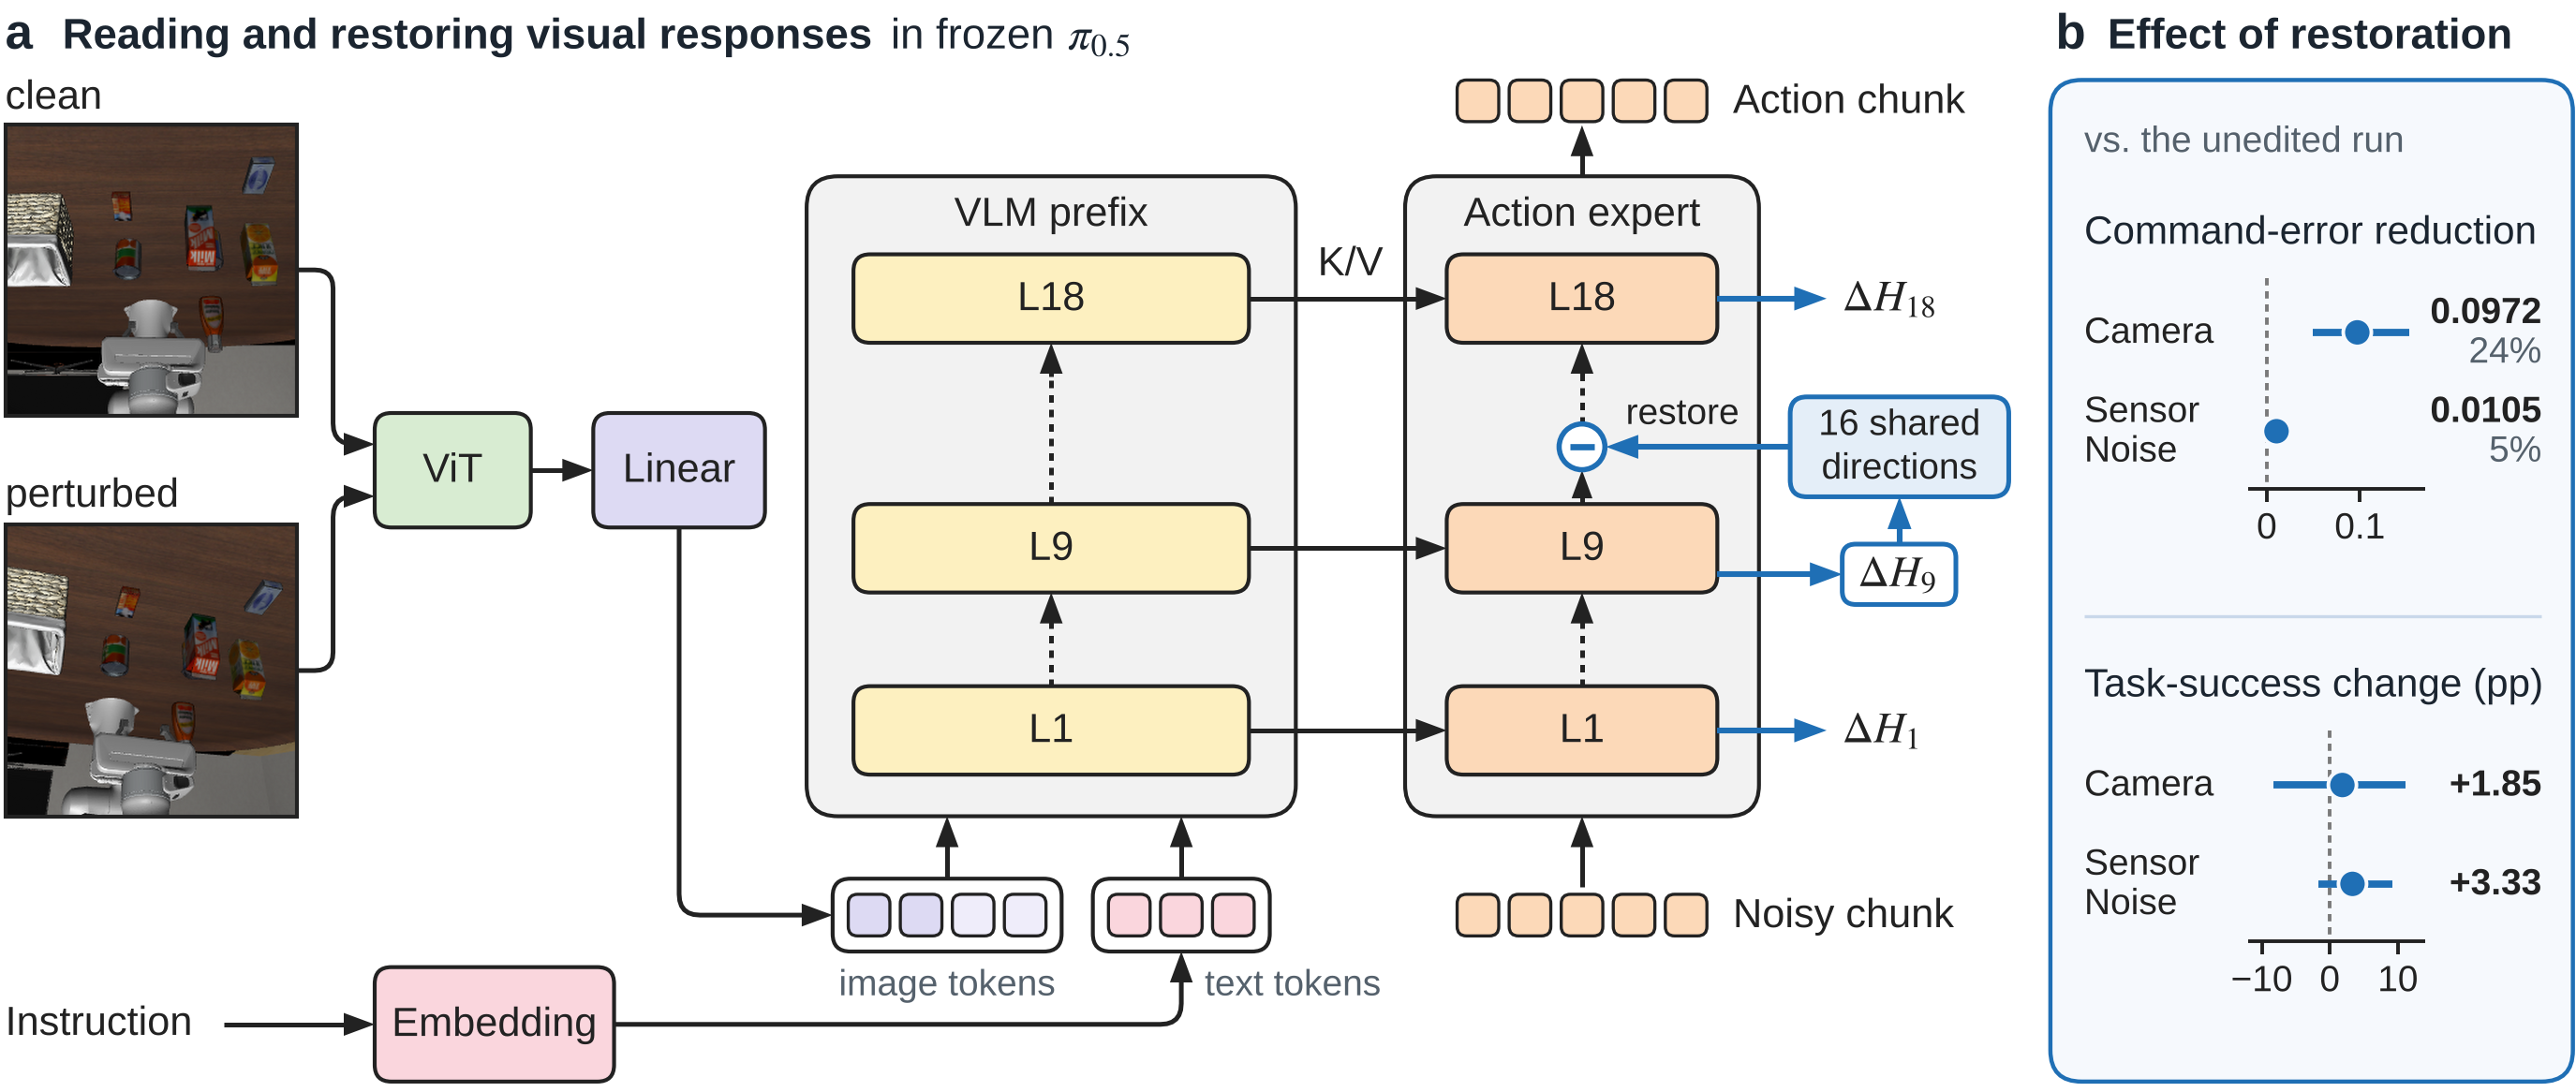 a Reading and restoring visual responses in frozen π0.5
clean
perturbed
Instruction
ViT
Linear
Embedding
VLM prefix
L18
L9
L1
image tokens
text tokens
K/V
Action chunk
Action expert
L18
L9
L1
Noisy chunk
restore
16 shared
directions
ΔH18
ΔH9
ΔH1
Milk
Milk
b Effect of restoration
vs. the unedited run
Command-error reduction
Camera
0.0972
24%
Sensor
Noise
0.0105
5%
0 0.1
Task-success change (pp)
Camera
+1.85
Sensor
Noise
+3.33
−10 0 10